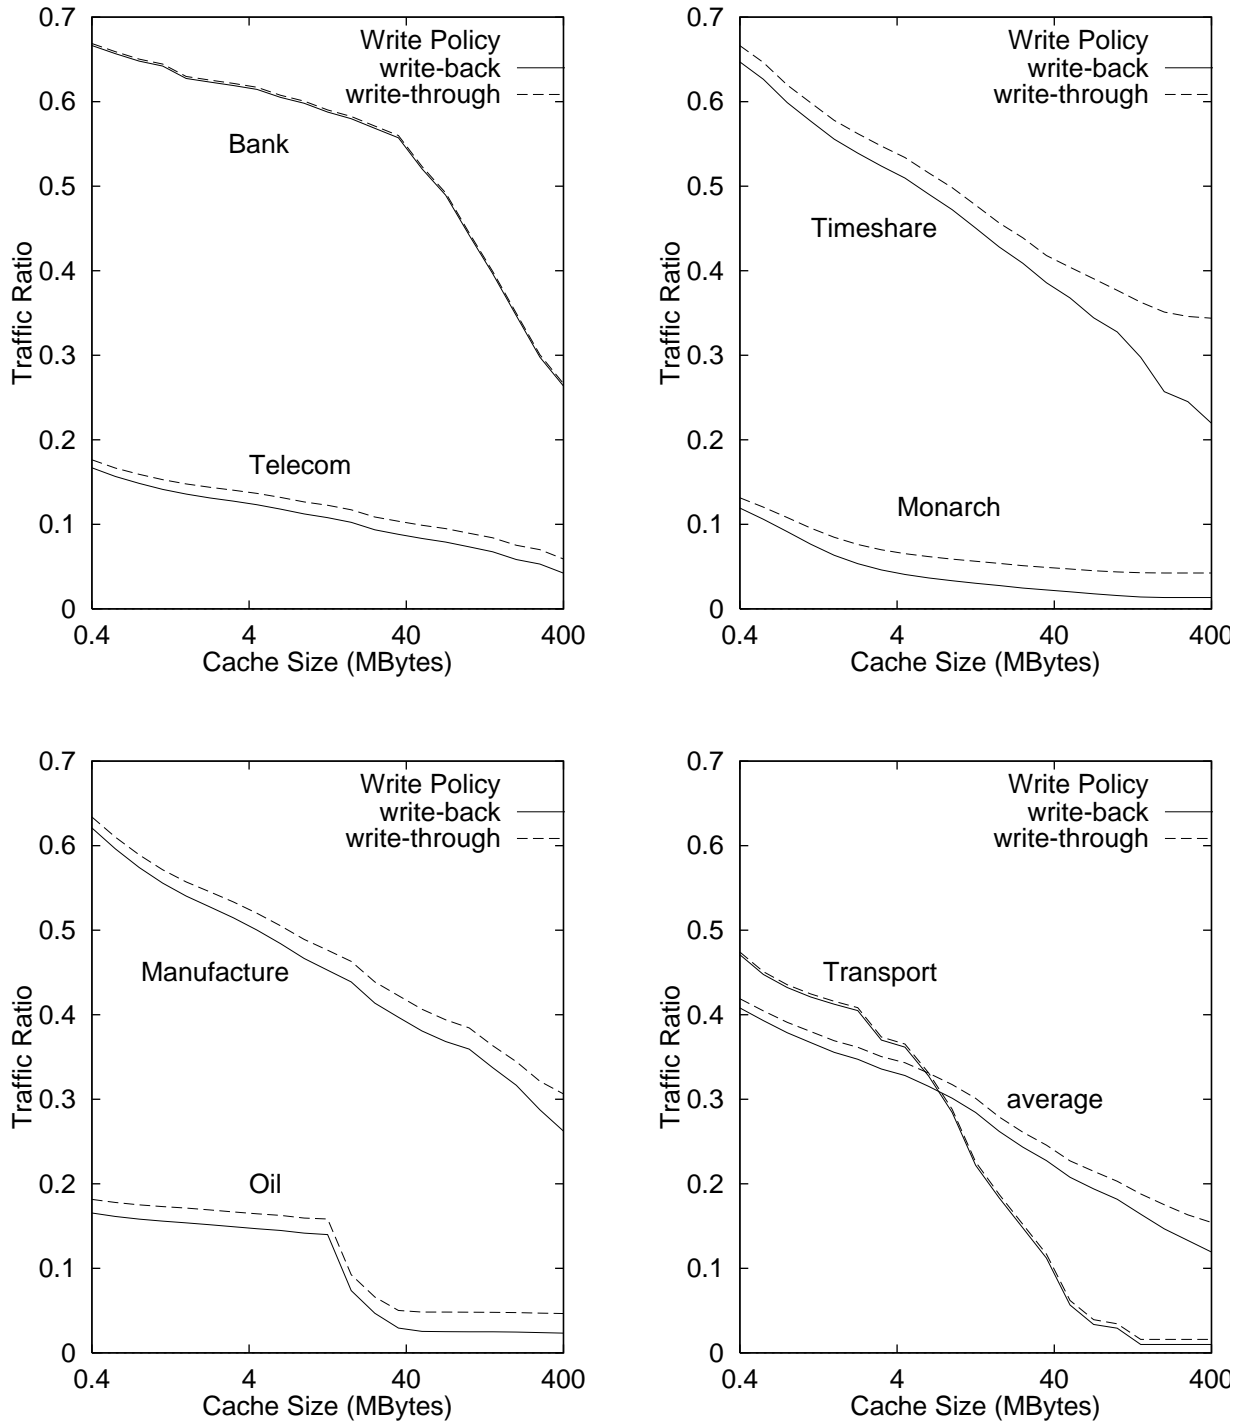 0.7
0.6
0.5
0.4
0.3
0.2
0.1
0
Traffic Ratio
Write Policy
write-back
write-through
Bank
Telecom
0.4 4 40 400
Cache Size (MBytes)
0.7
0.6
0.5
0.4
0.3
0.2
0.1
0
Traffic Ratio
Write Policy
write-back
write-through
Timeshare
Monarch
0.4 4 40 400
Cache Size (MBytes)
0.7
0.6
0.5
0.4
0.3
0.2
0.1
0
Traffic Ratio
Write Policy
write-back
write-through
Manufacture
Oil
0.4 4 40 400
Cache Size (MBytes)
0.7
0.6
0.5
0.4
0.3
0.2
0.1
0
Traffic Ratio
Write Policy
write-back
write-through
Transport
average
0.4 4 40 400
Cache Size (MBytes)